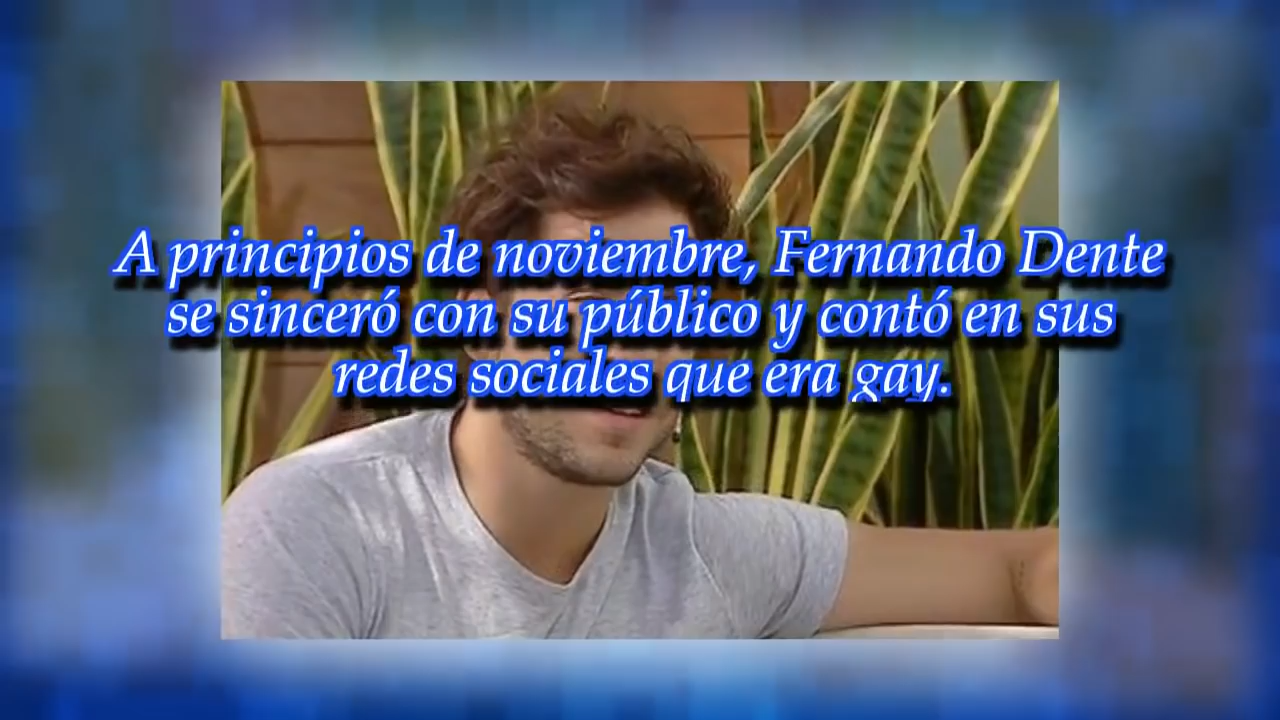 A principios de noviembre, Fernando Dente
se sinceró con su público y contó en sus
redes sociales que era gay.